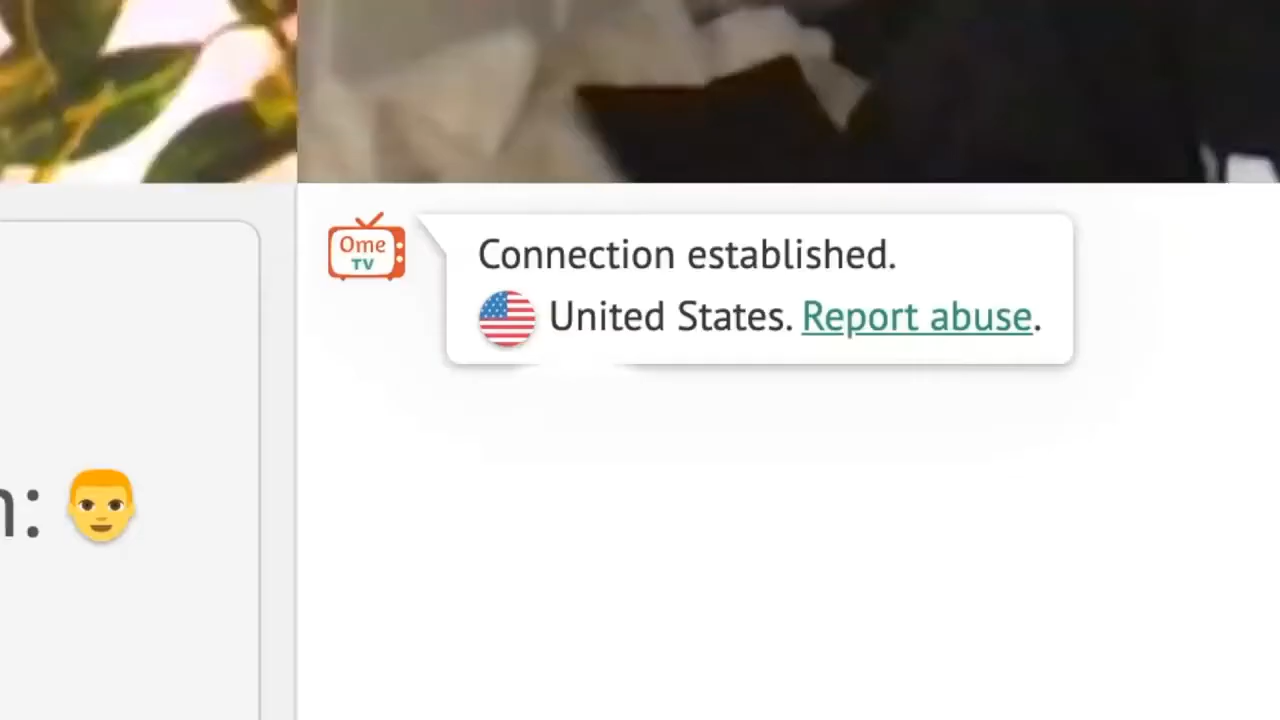 Ome
TV
Connection established.
United States. Report abuse.
: